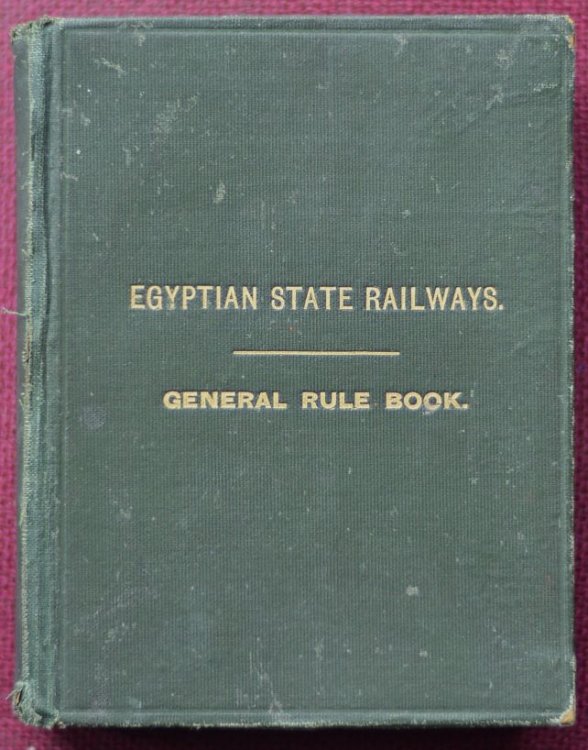 EGYPTIAN STATE RAILWAYS.
GENERAL RULE BOOK.